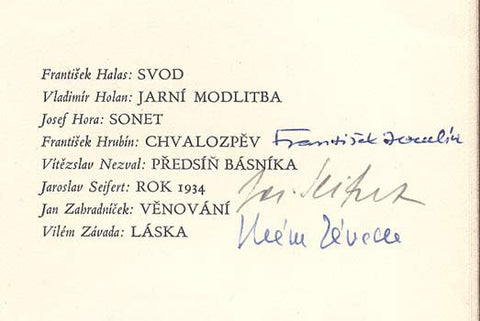 František Halas: SVOD
Vladimír Holan: JARNÍ MODLITBA
Josef Hora: SONET
František Hrubín: CHVALOZPĚV František Hrubín
Vítězslav Nezval: PŘEDSÍŇ BÁSNÍKA
Jaroslav Seifert: ROK 1934 Jar. Seifert
Jan Zahradníček: VĚNOVÁNÍ
Vilém Závada: LÁSKA Vilém Závada